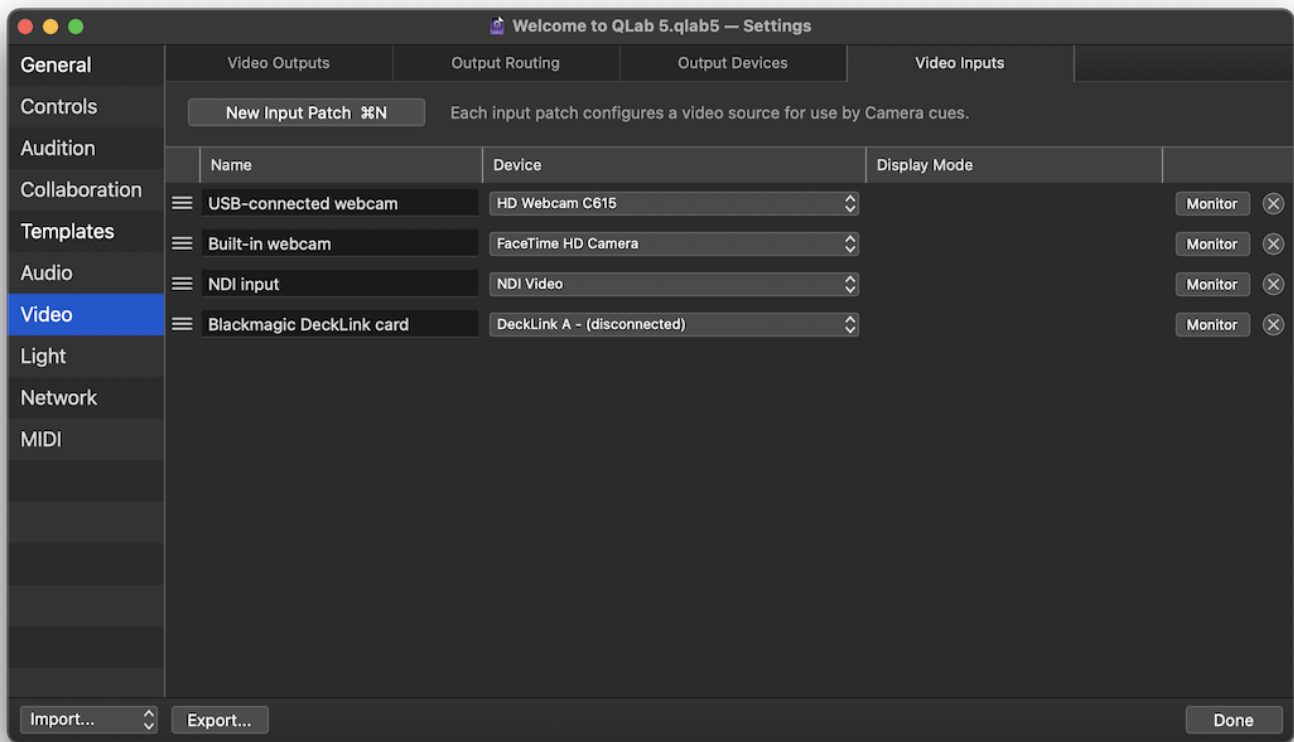 Welcome to QLab 5.qlab5 — Settings
General
Controls
Audition
Collaboration
Templates
Audio
Video
Light
Network
MIDI
Video Outputs
Output Routing
Output Devices
Video Inputs
New Input Patch ⌘N
Each input patch configures a video source for use by Camera cues.
Name Device Display Mode
USB-connected webcam HD Webcam C615 Monitor
Built-in webcam FaceTime HD Camera Monitor
NDI input NDI Video Monitor
Blackmagic DeckLink card DeckLink A - (disconnected) Monitor
Import... Export... Done